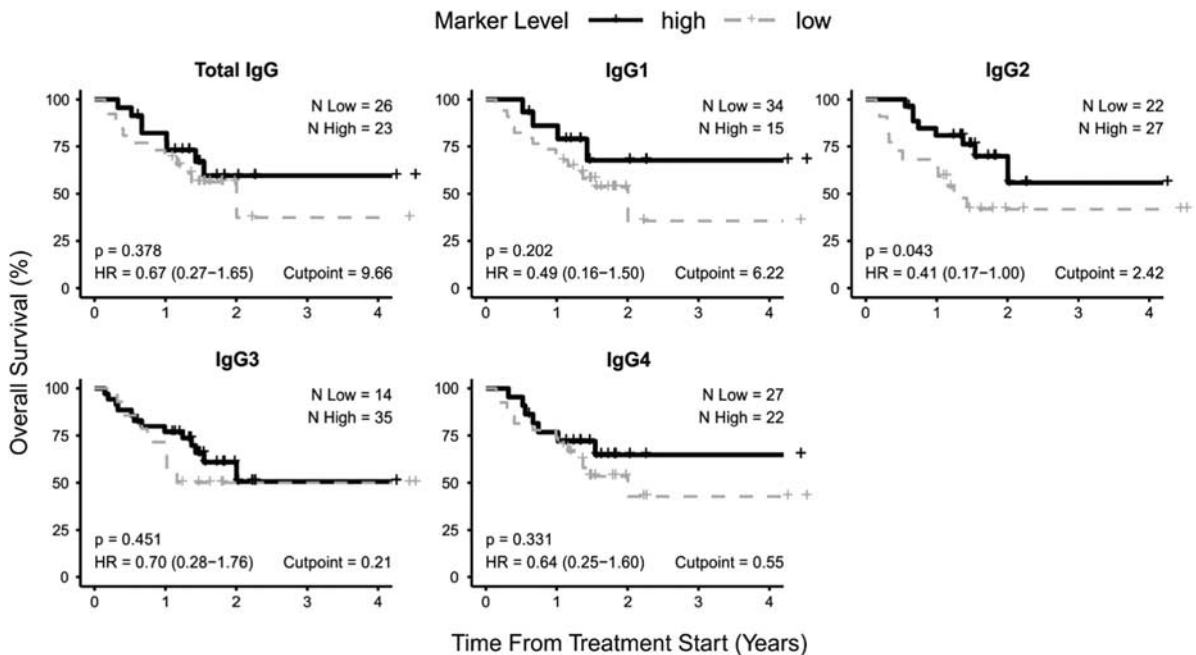 Marker Level high low
Total IgG
100
75
50
25
0
N Low = 26
N High = 23
p = 0.378
HR = 0.67 (0.27−1.65) Cutpoint = 9.66
0 1 2 3 4
IgG1
100
75
50
25
0
N Low = 34
N High = 15
p = 0.202
HR = 0.49 (0.16−1.50) Cutpoint = 6.22
0 1 2 3 4
IgG2
100
75
50
25
0
N Low = 22
N High = 27
p = 0.043
HR = 0.41 (0.17−1.00) Cutpoint = 2.42
0 1 2 3 4
IgG3
100
75
50
25
0
N Low = 14
N High = 35
p = 0.451
HR = 0.70 (0.28−1.76) Cutpoint = 0.21
0 1 2 3 4
IgG4
100
75
50
25
0
N Low = 27
N High = 22
p = 0.331
HR = 0.64 (0.25−1.60) Cutpoint = 0.55
0 1 2 3 4
Overall Survival (%)
Time From Treatment Start (Years)